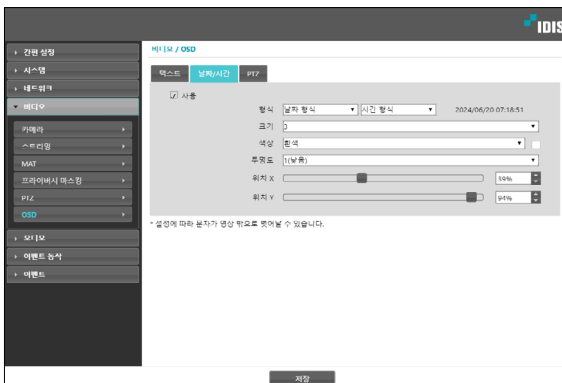 IDIS
간편 설정
시스템
네트워크
비디오
카메라
스트리밍
MAT
프라이버시 마스킹
PTZ
OSD
오디오
이벤트 동작
이벤트
비디오 / OSD
텍스트 날짜/시간 PTZ
사용
형식 날짜 형식 시간 형식 2024/06/20 07:18:51
크기 3
색상 흰색
투명도 1(낮음)
위치 X 39%
위치 Y 94%
* 설정에 따라 문자가 영상 밖으로 벗어날 수 있습니다.
저장